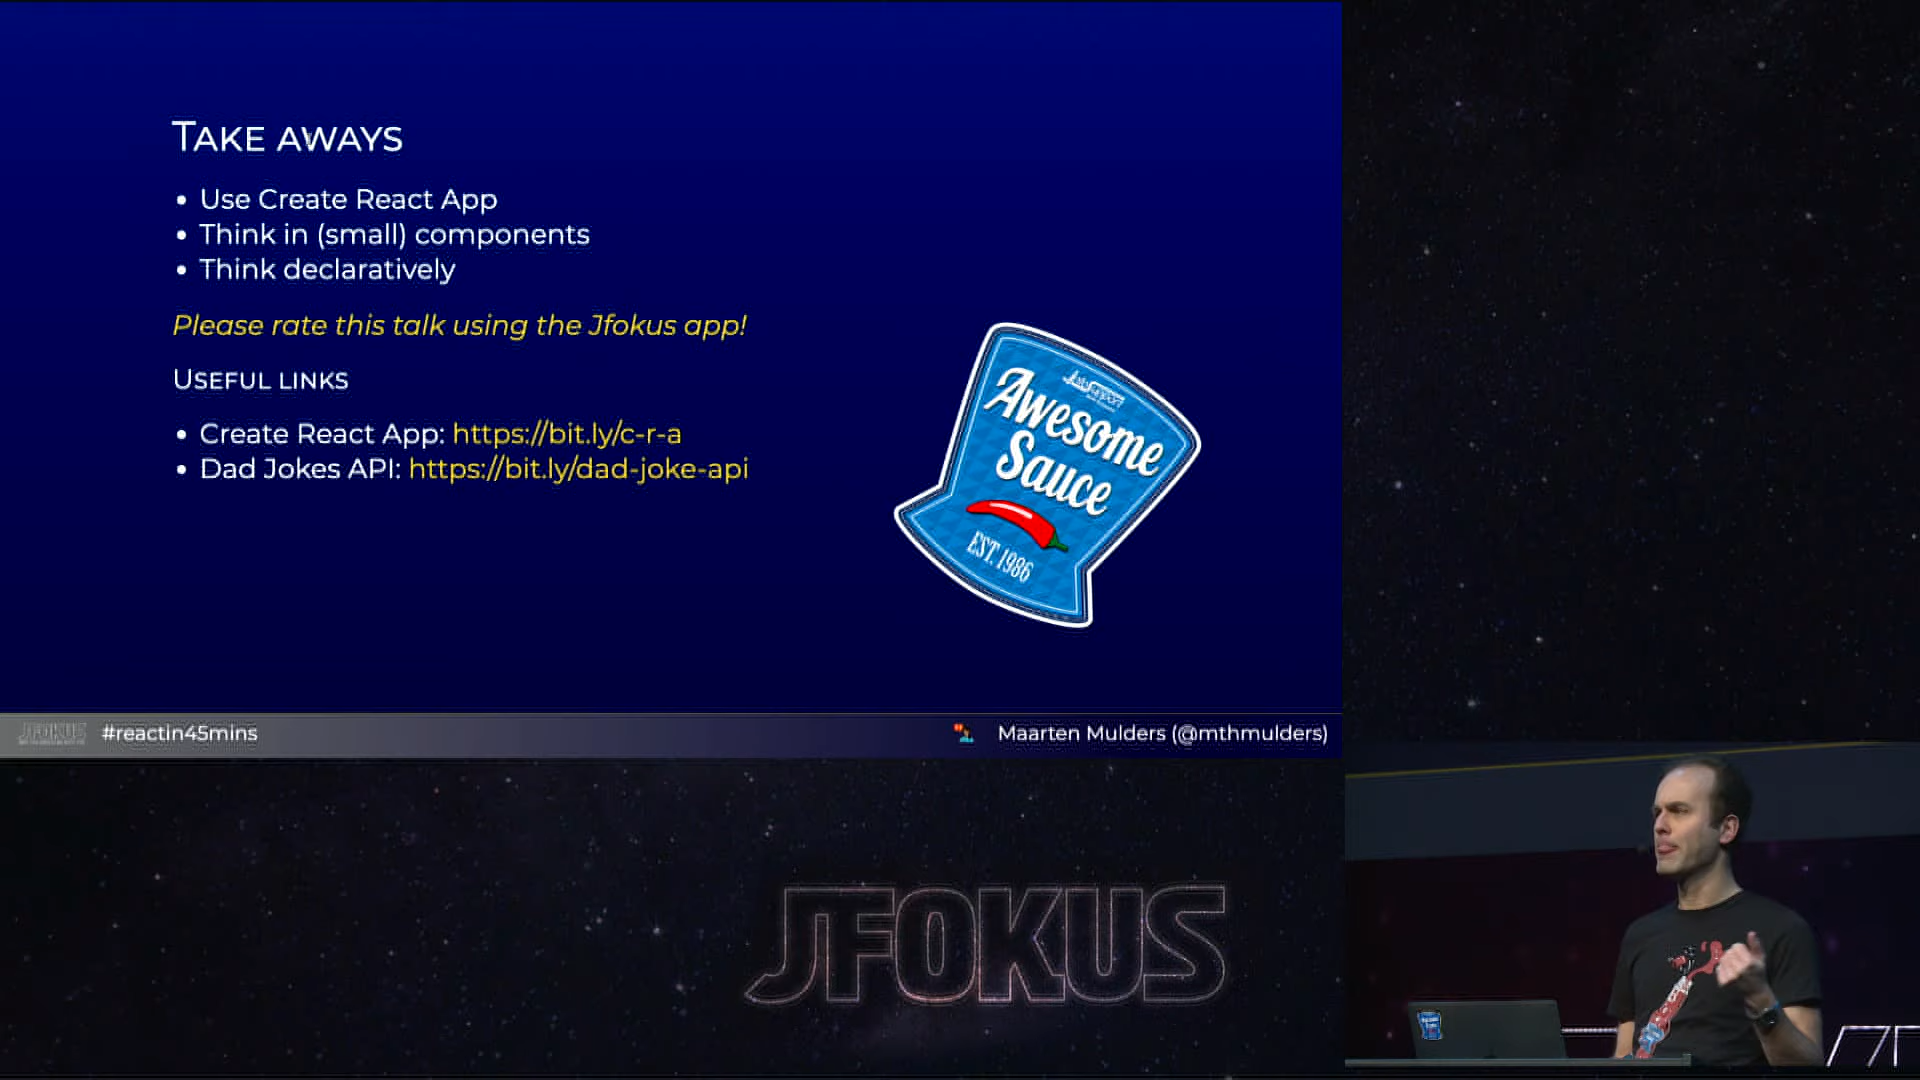 TAKE AWAYS
• Use Create React App
• Think in (small) components
• Think declaratively
Please rate this talk using the Jfokus app!
USEFUL LINKS
• Create React App: https://bit.ly/c-r-a
• Dad Jokes API: https://bit.ly/dad-joke-api
Awesome
Sauce
EST. 1986
JFOKUS
#reactin45mins
Maarten Mulders (@mthmulders)
JFOKUS